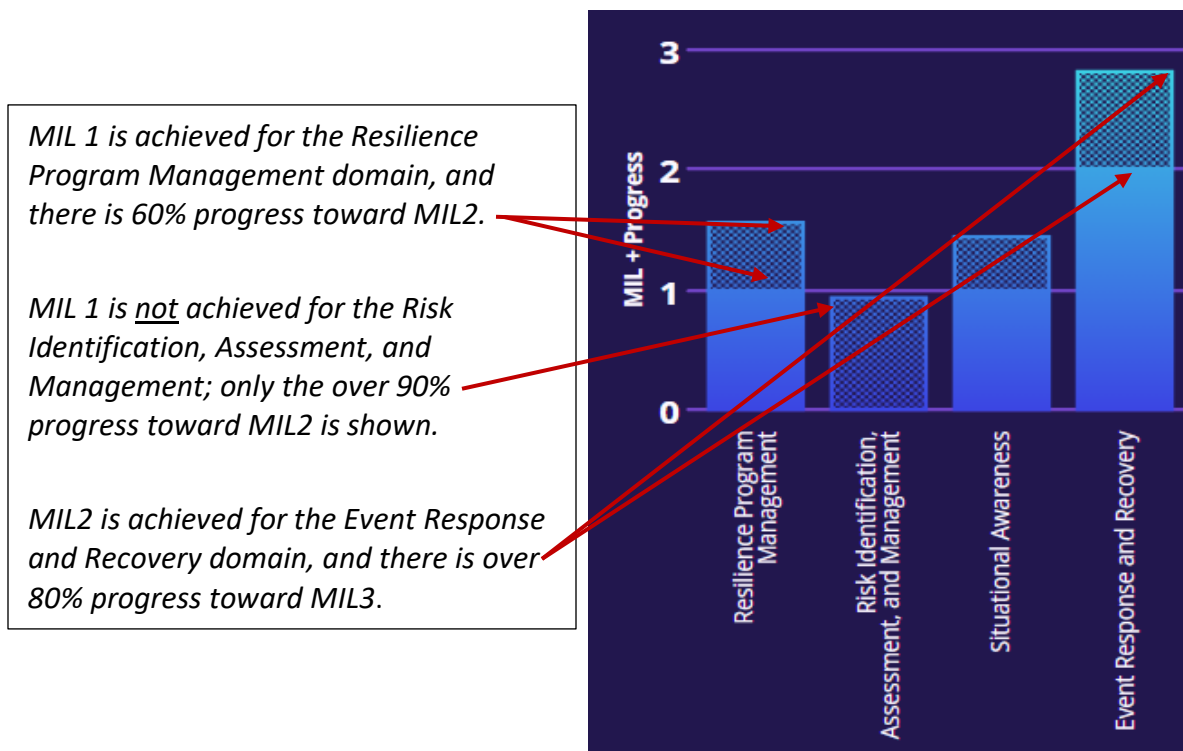 MIL 1 is achieved for the Resilience
Program Management domain, and
there is 60% progress toward MIL2.
MIL 1 is not achieved for the Risk
Identification, Assessment, and
Management; only the over 90%
progress toward MIL2 is shown.
MIL2 is achieved for the Event Response
and Recovery domain, and there is over
80% progress toward MIL3.
MIL + Progress
3
2
1
0
Resilience Program
Management
Risk Identification,
Assessment, and Management
Situational Awareness
Event Response and Recovery